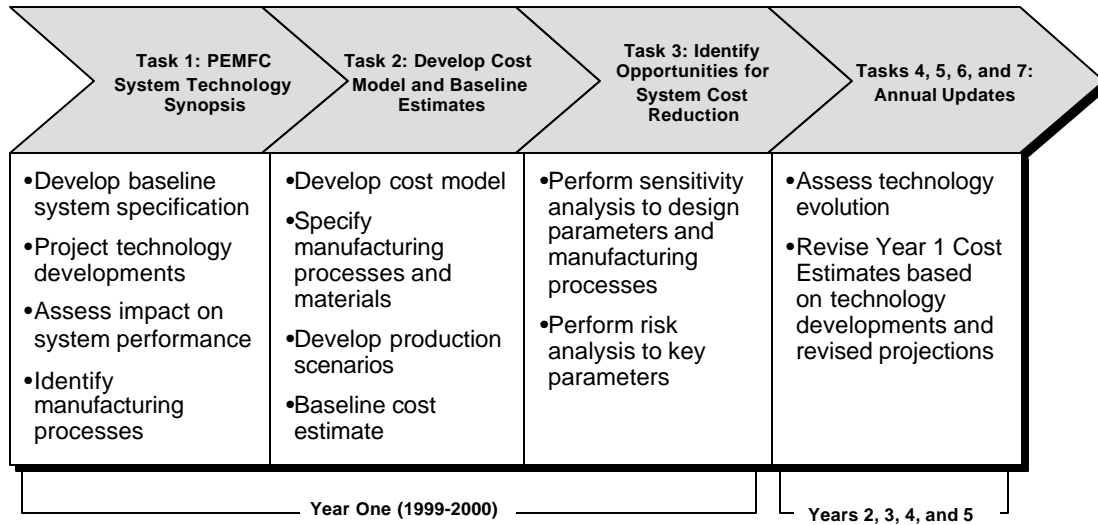 Task 1: PEMFC
System Technology
Synopsis
Task 2: Develop Cost
Model and Baseline
Estimates
Task 3: Identify
Opportunities for
System Cost
Reduction
Tasks 4, 5, 6, and 7:
Annual Updates
•Develop baseline
system specification
•Project technology
developments
•Assess impact on
system performance
•Identify
manufacturing
processes
•Develop cost model
•Specify
manufacturing
processes and
materials
•Develop production
scenarios
•Baseline cost
estimate
•Perform sensitivity
analysis to design
parameters and
manufacturing
processes
•Perform risk
analysis to key
parameters
•Assess technology
evolution
•Revise Year 1 Cost
Estimates based
on technology
developments and
revised projections
Year One (1999-2000)
Years 2, 3, 4, and 5